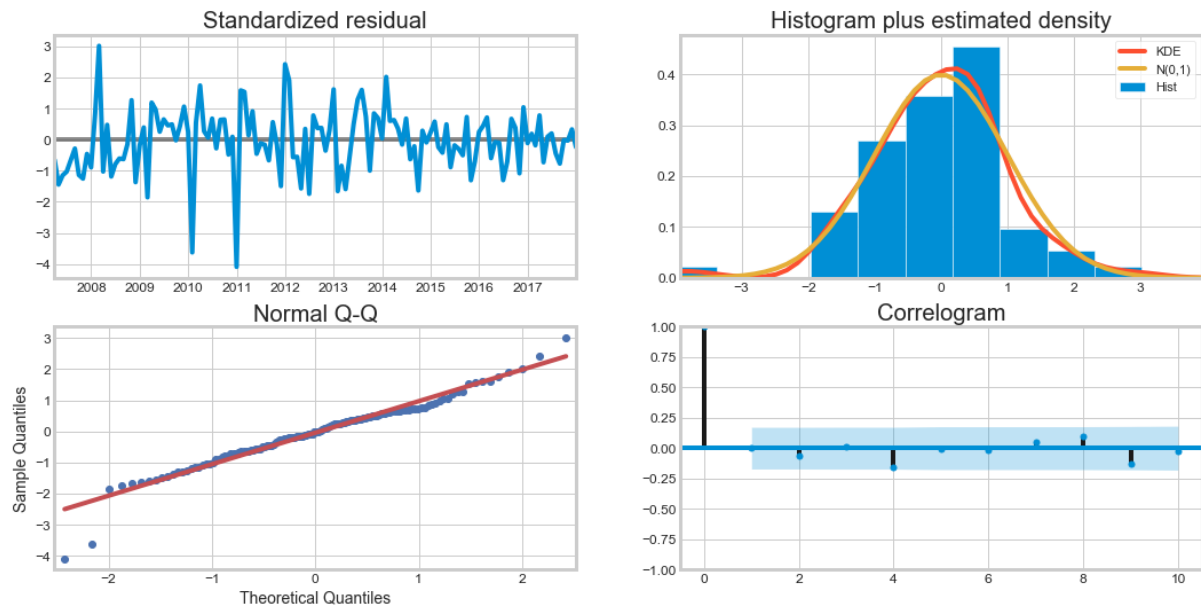 Standardized residual
3
2
1
0
−1
−2
−3
−4
2008 2009 2010 2011 2012 2013 2014 2015 2016 2017
Histogram plus estimated density
KDE
N(0,1)
Hist
0.4
0.3
0.2
0.1
0.0
−3 −2 −1 0 1 2 3
Normal Q-Q
Sample Quantiles
3
2
1
0
−1
−2
−3
−4
−2 −1 0 1 2
Theoretical Quantiles
Correlogram
1.00
0.75
0.50
0.25
0.00
−0.25
−0.50
−0.75
−1.00
0 2 4 6 8 10